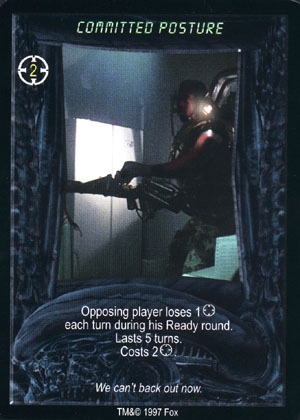 COMMITTED POSTURE
2
Opposing player loses 1
each turn during his Ready round.
Lasts 5 turns.
Costs 2.
We can't back out now.
TM&© 1997 Fox